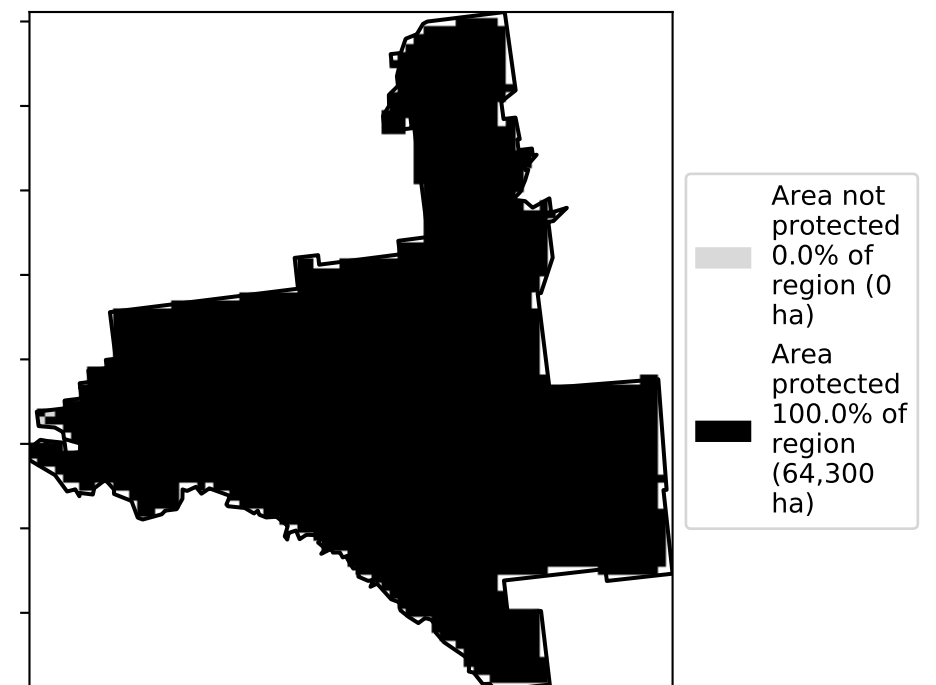 Area not
protected
0.0% of
region (0
ha)
Area
protected
100.0% of
region
(64,300
ha)